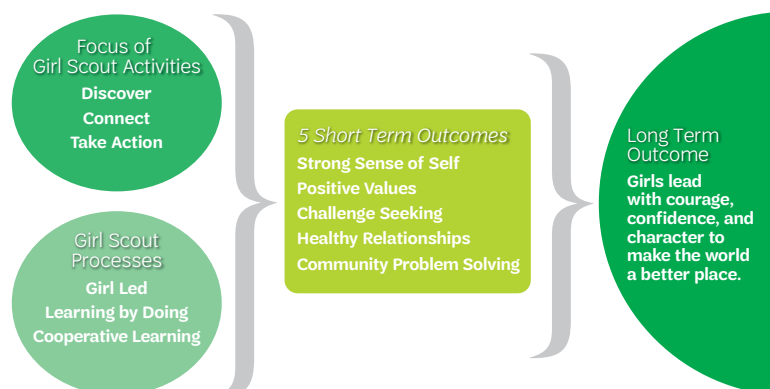 Focus of
Girl Scout Activities
Discover
Connect
Take Action
Girl Scout
Processes
Girl Led
Learning by Doing
Cooperative Learning
5 Short Term Outcomes
Strong Sense of Self
Positive Values
Challenge Seeking
Healthy Relationships
Community Problem Solving
Long Term
Outcome
Girls lead
with courage,
confidence, and
character to
make the world
a better place.